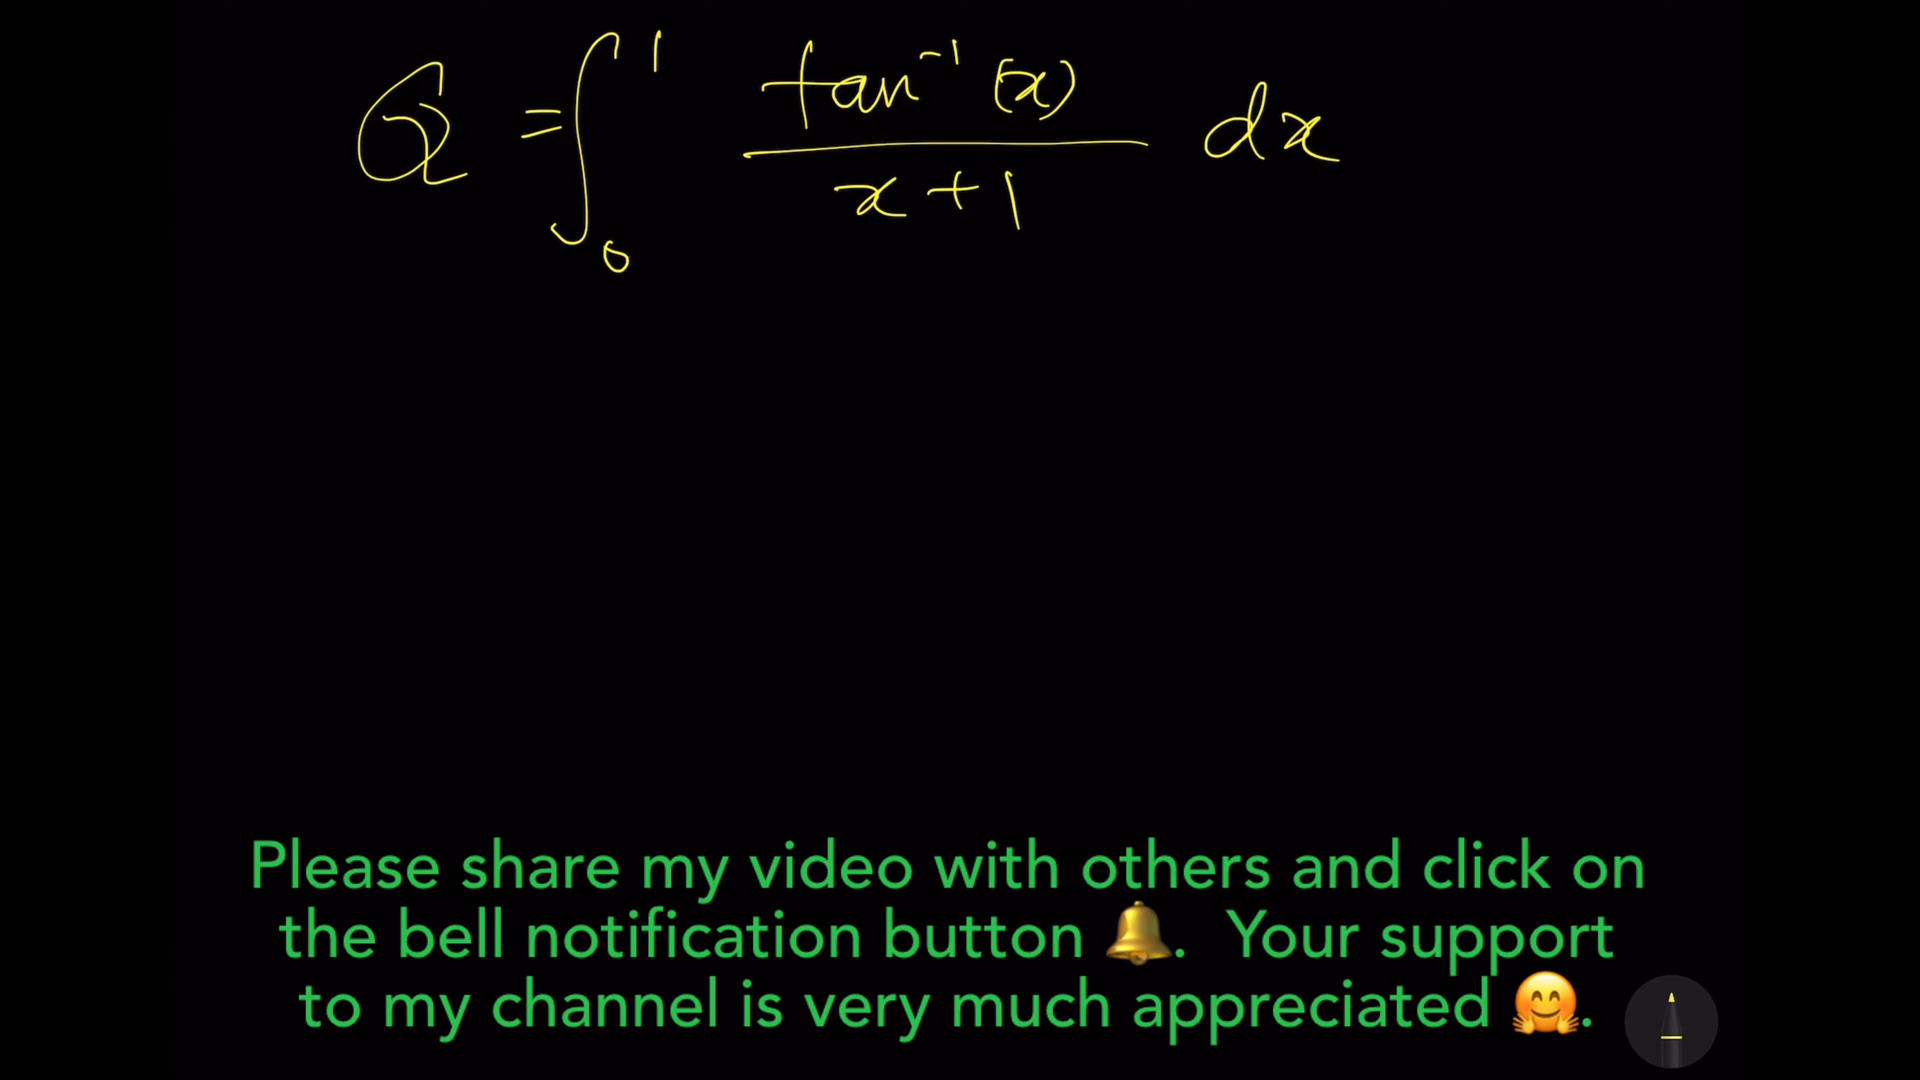 Q = ∫₀¹ tan⁻¹(x) / (x+1) dx
Please share my video with others and click on
the bell notification button 🔔. Your support
to my channel is very much appreciated 🤗.